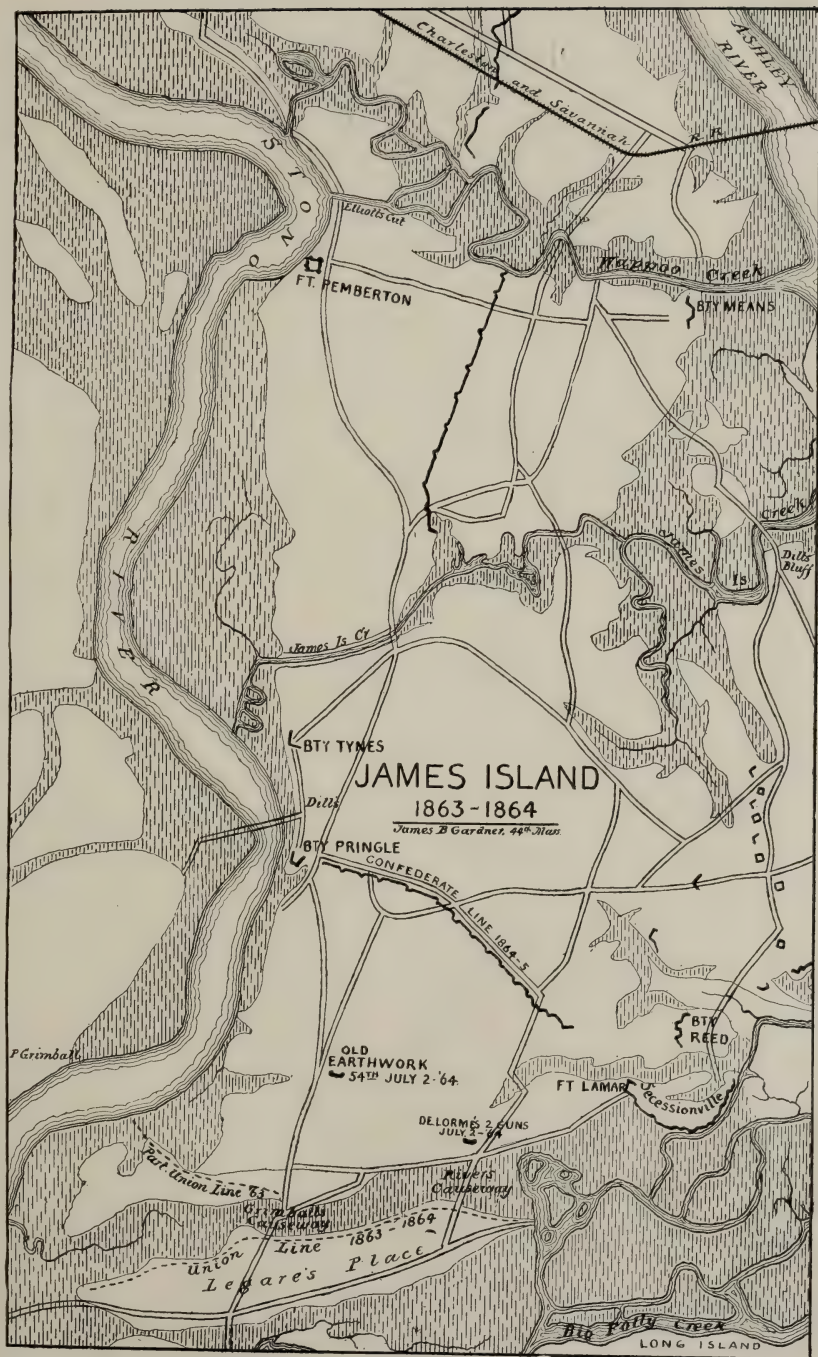 ASHLEY
RIVER
Charleston and Savannah
R. R.
STONO
Elliotts Cut
FT. PEMBERTON
Wappoo Creek
BTY MEANS
James Is Creek
Dills
Bluff
RIVER
James Is Cr
BTY TYNES
JAMES ISLAND
1863-1864
James B Gardner, 44th Mass.
Dills
BTY PRINGLE
CONFEDERATE LINE 1864-5
P Grimball
OLD
EARTHWORK
54TH JULY 2-'64
BTY
REED
FT LAMAR
Secessionville
DELORME'S 2 GUNS
JULY 2-'64
Part. Union Line '63
Grimballs
Causeway
Rivers
Causeway
Union Line 1863-1864
Legare's Place
Big Folly Creek
LONG ISLAND